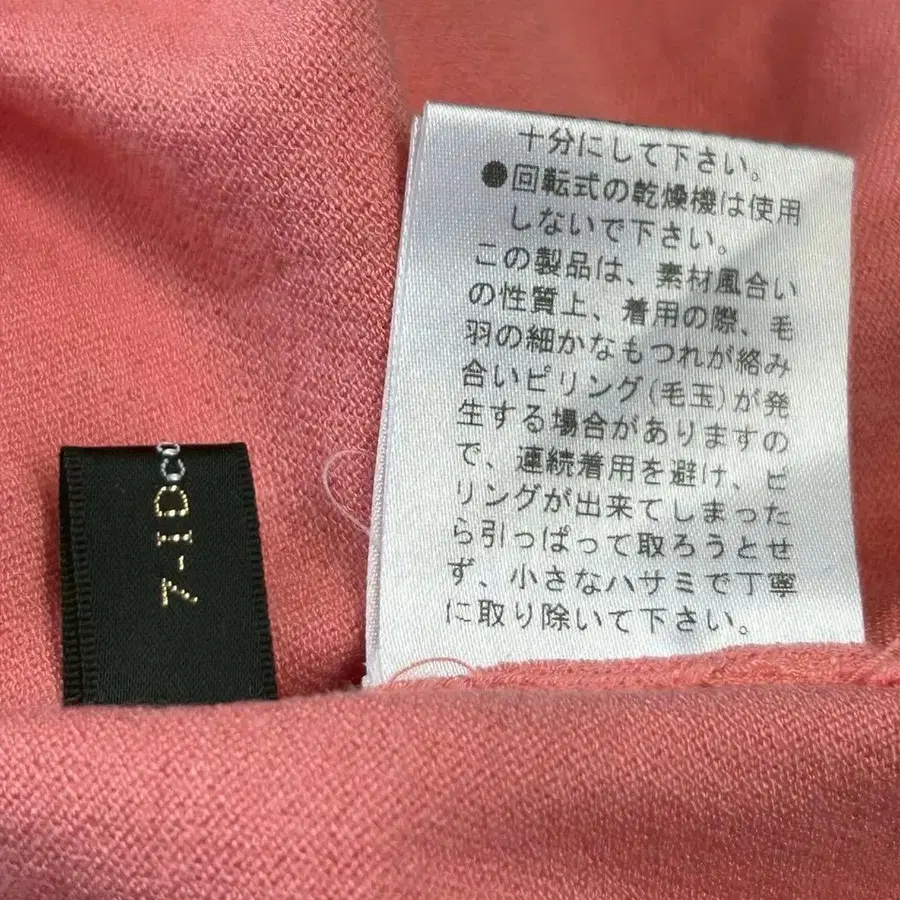 十分にして下さい。
●回転式の乾燥機は使用
しないで下さい。
この製品は、素材風合い
の性質上、着用の際、毛
羽の細かなもつれが絡み
合いピリング(毛玉)が発
生する場合がありますの
で、連続着用を避け、ピ
リングが出来てしまった
ら引っぱって取ろうとせ
ず、小さなハサミで丁寧
に取り除いて下さい。
7-ID